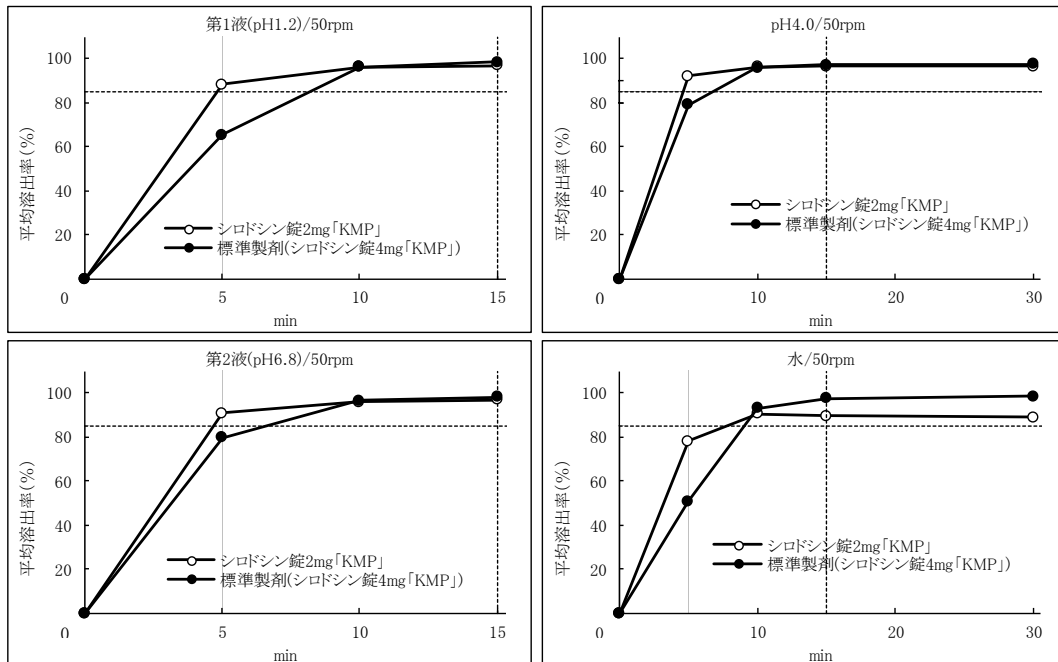 第1液(pH1.2)/50rpm
平均溶出率(%)
100
80
60
40
20
0
シロドシン錠2mg「KMP」
標準製剤(シロドシン錠4mg「KMP」)
5
10
15
min
pH4.0/50rpm
平均溶出率(%)
100
80
60
40
20
0
シロドシン錠2mg「KMP」
標準製剤(シロドシン錠4mg「KMP」)
10
20
30
min
第2液(pH6.8)/50rpm
平均溶出率(%)
100
80
60
40
20
0
シロドシン錠2mg「KMP」
標準製剤(シロドシン錠4mg「KMP」)
5
10
15
min
水/50rpm
平均溶出率(%)
100
80
60
40
20
0
シロドシン錠2mg「KMP」
標準製剤(シロドシン錠4mg「KMP」)
10
20
30
min